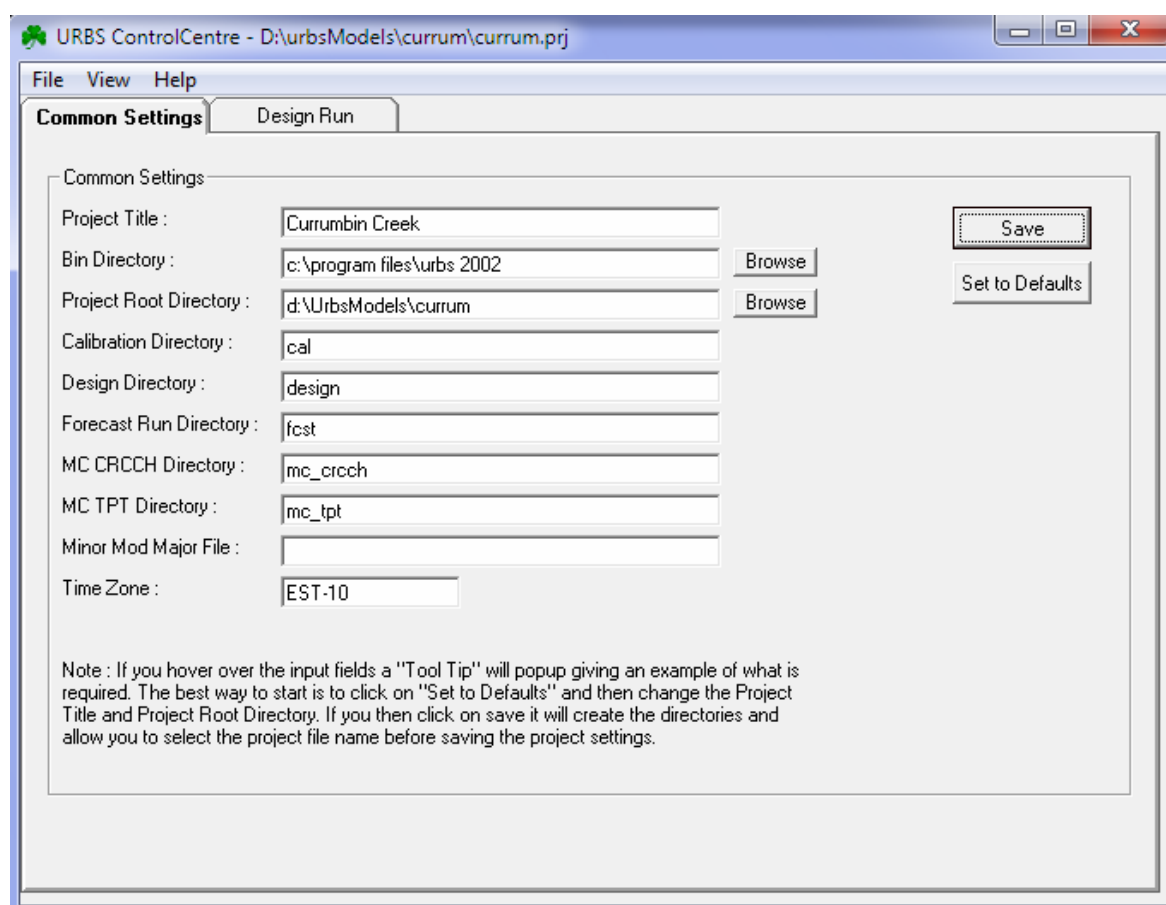 URBS ControlCentre - D:\urbsModels\currum\currum.prj
File View Help
Common Settings Design Run
Common Settings
Project Title : Currumbin Creek
Save
Bin Directory : c:\program files\urbs 2002 Browse
Set to Defaults
Project Root Directory : d:\UrbsModels\currum Browse
Calibration Directory : cal
Design Directory : design
Forecast Run Directory : fcst
MC CRCCH Directory : mc_crcch
MC TPT Directory : mc_tpt
Minor Mod Major File :
Time Zone : EST-10
Note : If you hover over the input fields a "Tool Tip" will popup giving an example of what is
required. The best way to start is to click on "Set to Defaults" and then change the Project
Title and Project Root Directory. If you then click on save it will create the directories and
allow you to select the project file name before saving the project settings.